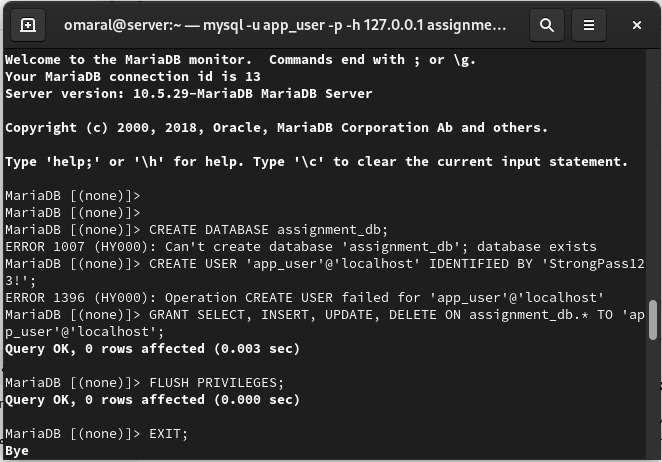 omaral@server:~ — mysql -u app_user -p -h 127.0.0.1 assignme...
Welcome to the MariaDB monitor.  Commands end with ; or \g.
Your MariaDB connection id is 13
Server version: 10.5.29-MariaDB MariaDB Server

Copyright (c) 2000, 2018, Oracle, MariaDB Corporation Ab and others.

Type 'help;' or '\h' for help. Type '\c' to clear the current input statement.

MariaDB [(none)]>
MariaDB [(none)]>
MariaDB [(none)]> CREATE DATABASE assignment_db;
ERROR 1007 (HY000): Can't create database 'assignment_db'; database exists
MariaDB [(none)]> CREATE USER 'app_user'@'localhost' IDENTIFIED BY 'StrongPass12
3!';
ERROR 1396 (HY000): Operation CREATE USER failed for 'app_user'@'localhost'
MariaDB [(none)]> GRANT SELECT, INSERT, UPDATE, DELETE ON assignment_db.* TO 'ap
p_user'@'localhost';
Query OK, 0 rows affected (0.003 sec)

MariaDB [(none)]> FLUSH PRIVILEGES;
Query OK, 0 rows affected (0.000 sec)

MariaDB [(none)]> EXIT;
Bye